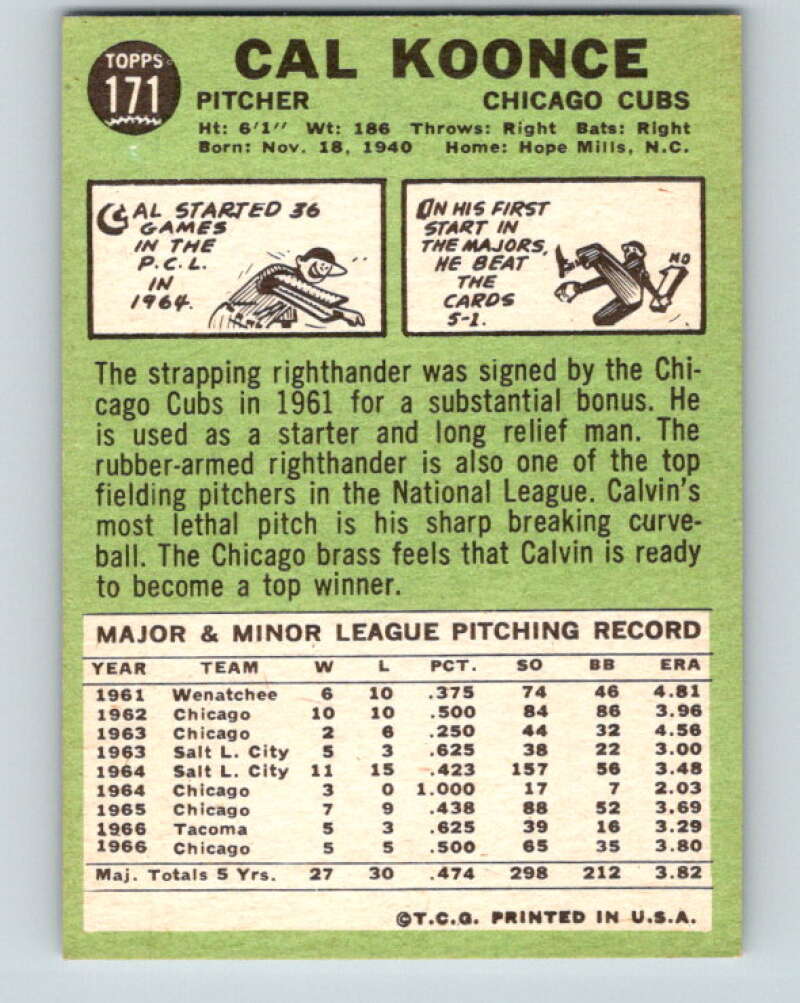 TOPPS
171
CAL KOONCE
PITCHER CHICAGO CUBS
Ht: 6'1" Wt: 186 Throws: Right Bats: Right
Born: Nov. 18, 1940 Home: Hope Mills, N.C.
CAL STARTED 36
GAMES
IN THE
P.C.L.
IN
1964.
ON HIS FIRST
START IN
THE MAJORS,
HE BEAT
THE
CARDS
5-1.
MO
The strapping righthander was signed by the Chi-
cago Cubs in 1961 for a substantial bonus. He
is used as a starter and long relief man. The
rubber-armed righthander is also one of the top
fielding pitchers in the National League. Calvin's
most lethal pitch is his sharp breaking curve-
ball. The Chicago brass feels that Calvin is ready
to become a top winner.
MAJOR & MINOR LEAGUE PITCHING RECORD
YEAR TEAM W L PCT. SO BB ERA
1961 Wenatchee 6 10 .375 74 46 4.81
1962 Chicago 10 10 .500 84 86 3.96
1963 Chicago 2 6 .250 44 32 4.56
1963 Salt L. City 5 3 .625 38 22 3.00
1964 Salt L. City 11 15 .423 157 56 3.48
1964 Chicago 3 0 1.000 17 7 2.03
1965 Chicago 7 9 .438 88 52 3.69
1966 Tacoma 5 3 .625 39 16 3.29
1966 Chicago 5 5 .500 65 35 3.80
Maj. Totals 5 Yrs. 27 30 .474 298 212 3.82
©T.C.G. PRINTED IN U.S.A.